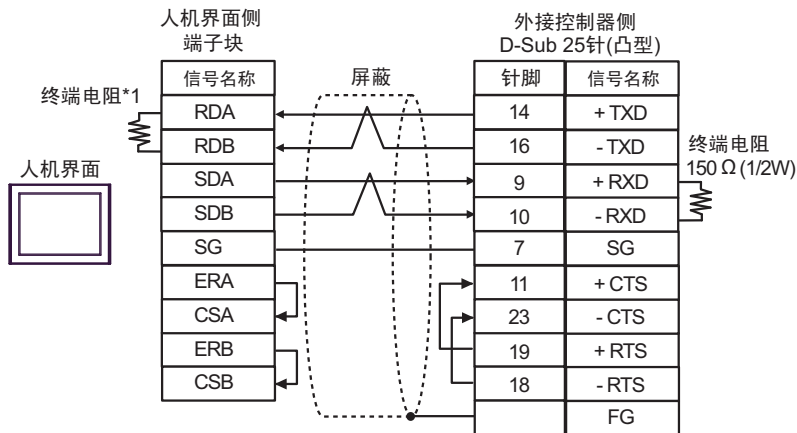 人机界面侧
端子块
外接控制器侧
D-Sub 25针(凸型)
信号名称
屏蔽
针脚
信号名称
终端电阻*1
RDA
14
+ TXD
RDB
16
- TXD
终端电阻
150 Ω (1/2W)
人机界面
SDA
9
+ RXD
SDB
10
- RXD
SG
7
SG
ERA
11
+ CTS
CSA
23
- CTS
ERB
19
+ RTS
CSB
18
- RTS
FG